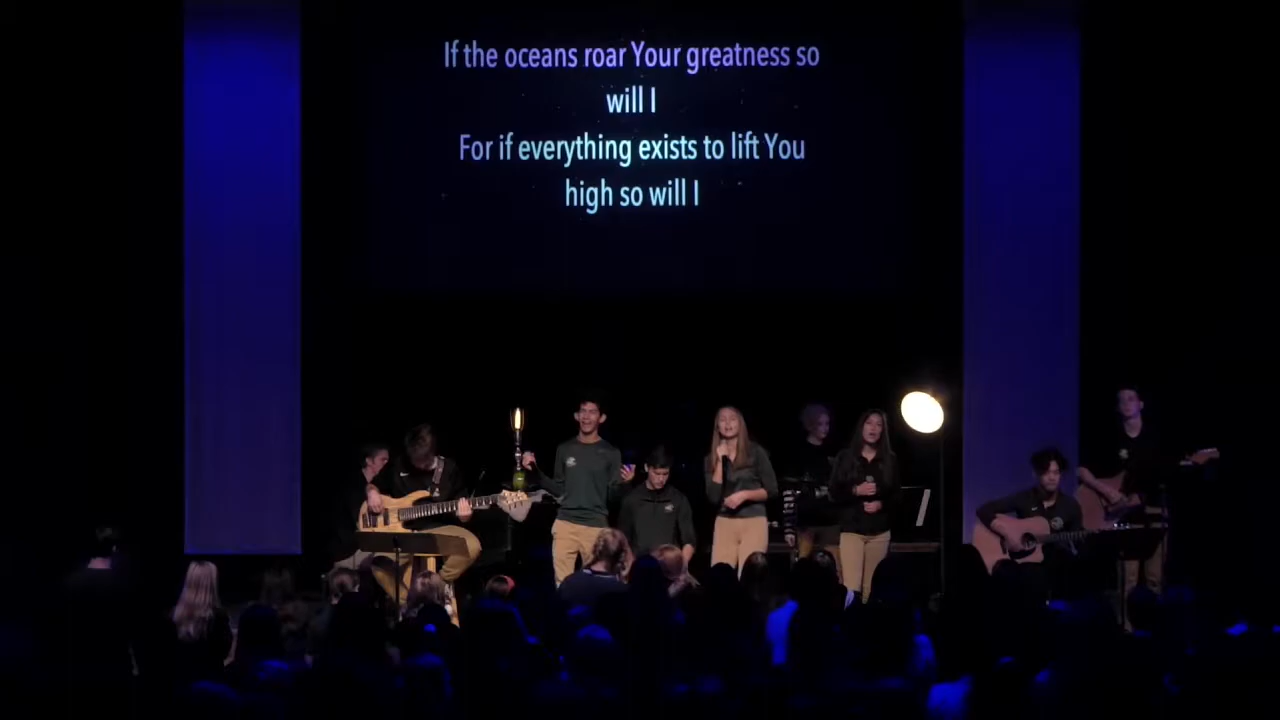 If the oceans roar Your greatness so
will I
For if everything exists to lift You
high so will I